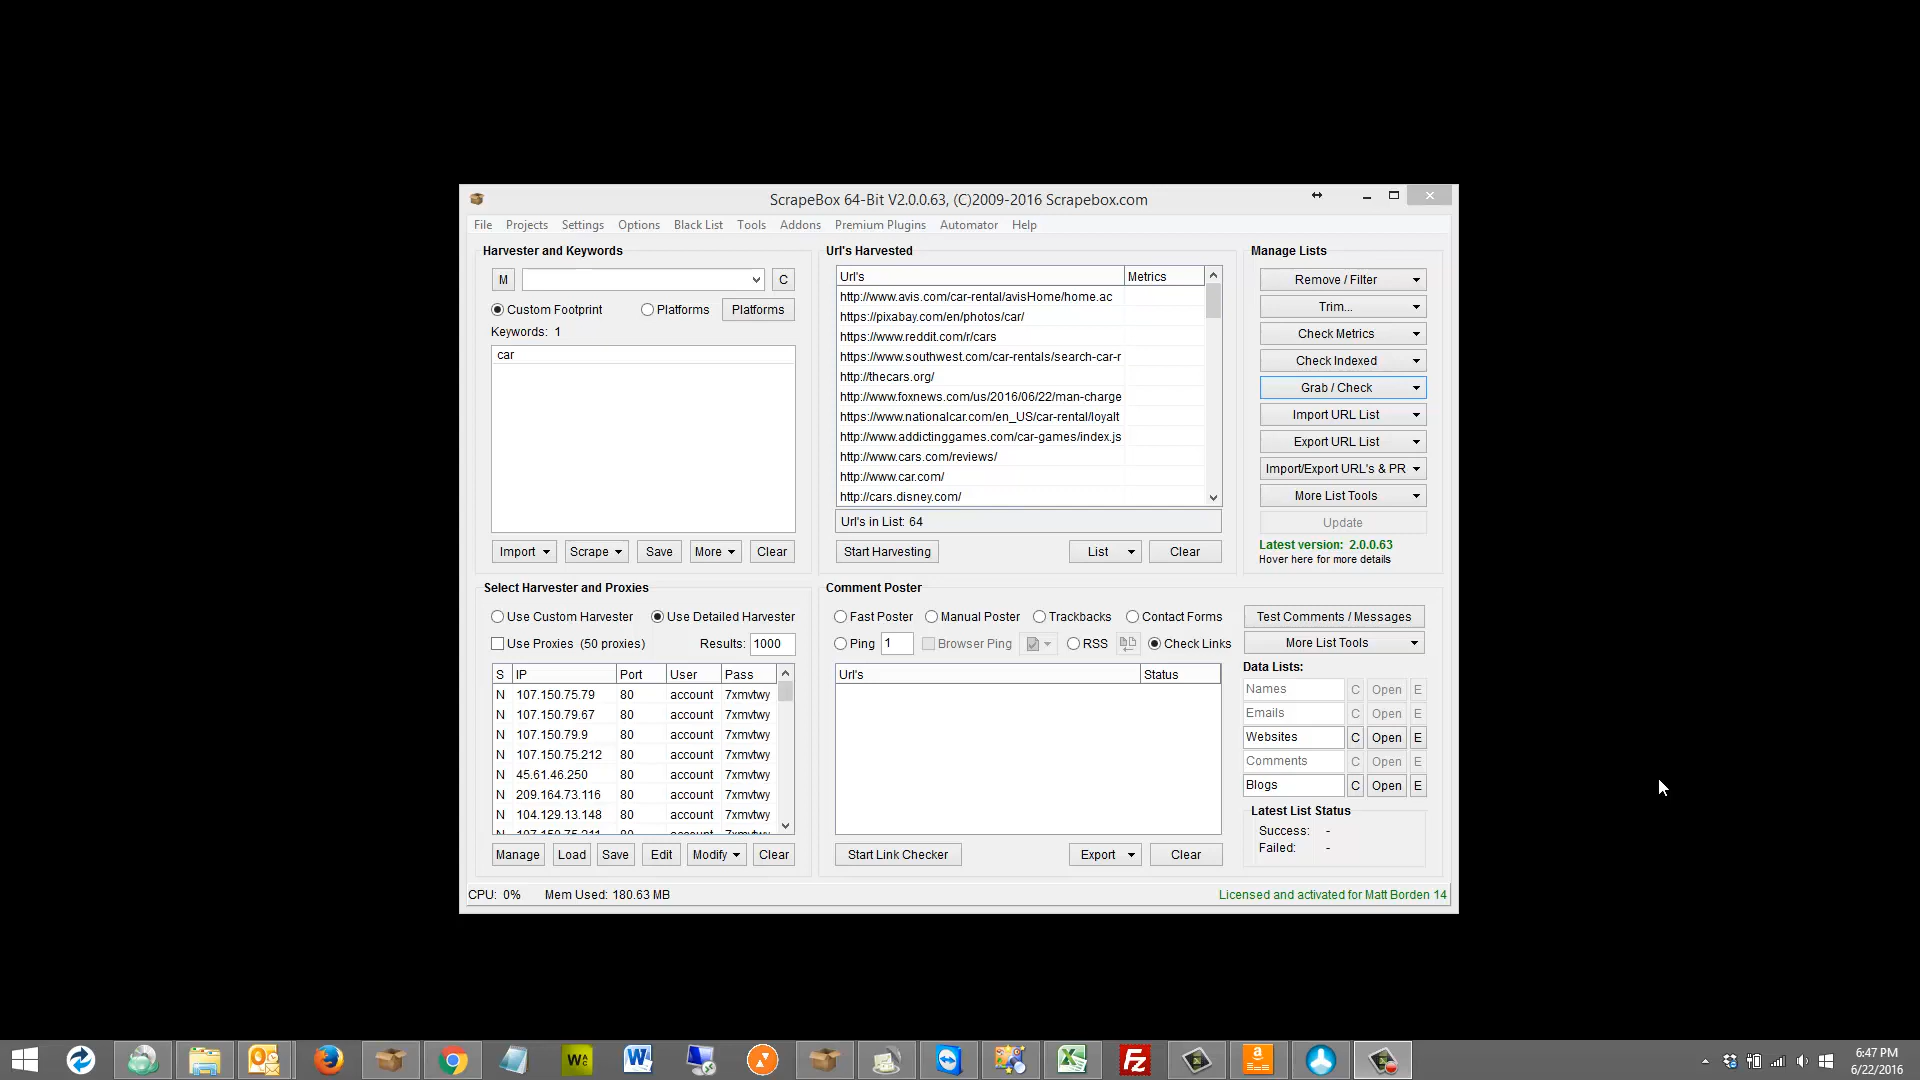 ScrapeBox 64-Bit V2.0.0.63, (C)2009-2016 Scrapebox.com
File Projects Settings Options Black List Tools Addons Premium Plugins Automator Help
Harvester and Keywords
M C
Custom Footprint Platforms Platforms
Keywords: 1
car
Import Scrape Save More Clear
Url's Harvested
Url's Metrics
http://www.avis.com/car-rental/avisHome/home.ac
https://pixabay.com/en/photos/car/
https://www.reddit.com/r/cars
https://www.southwest.com/car-rentals/search-car-r
http://thecars.org/
http://www.foxnews.com/us/2016/06/22/man-charge
https://www.nationalcar.com/en_US/car-rental/loyalt
http://www.addictinggames.com/car-games/index.js
http://www.cars.com/reviews/
http://www.car.com/
http://cars.disney.com/
Url's in List: 64
Start Harvesting List Clear
Manage Lists
Remove / Filter
Trim...
Check Metrics
Check Indexed
Grab / Check
Import URL List
Export URL List
Import/Export URL's & PR
More List Tools
Update
Latest version: 2.0.0.63
Hover here for more details
Select Harvester and Proxies
Use Custom Harvester Use Detailed Harvester
Use Proxies (50 proxies) Results: 1000
S IP Port User Pass
N 107.150.75.79 80 account 7xmvtwy
N 107.150.79.67 80 account 7xmvtwy
N 107.150.79.9 80 account 7xmvtwy
N 107.150.75.212 80 account 7xmvtwy
N 45.61.46.250 80 account 7xmvtwy
N 209.164.73.116 80 account 7xmvtwy
N 104.129.13.148 80 account 7xmvtwy
N 107.150.75.211 80 account 7xmvtwy
Manage Load Save Edit Modify Clear
Comment Poster
Fast Poster Manual Poster Trackbacks Contact Forms
Ping 1 Browser Ping RSS Check Links
Url's Status
Start Link Checker Export Clear
Test Comments / Messages
More List Tools
Data Lists:
Names C Open E
Emails C Open E
Websites C Open E
Comments C Open E
Blogs C Open E
Latest List Status
Success: -
Failed: -
CPU: 0% Mem Used: 180.63 MB Licensed and activated for Matt Borden 14
6:47 PM
6/22/2016